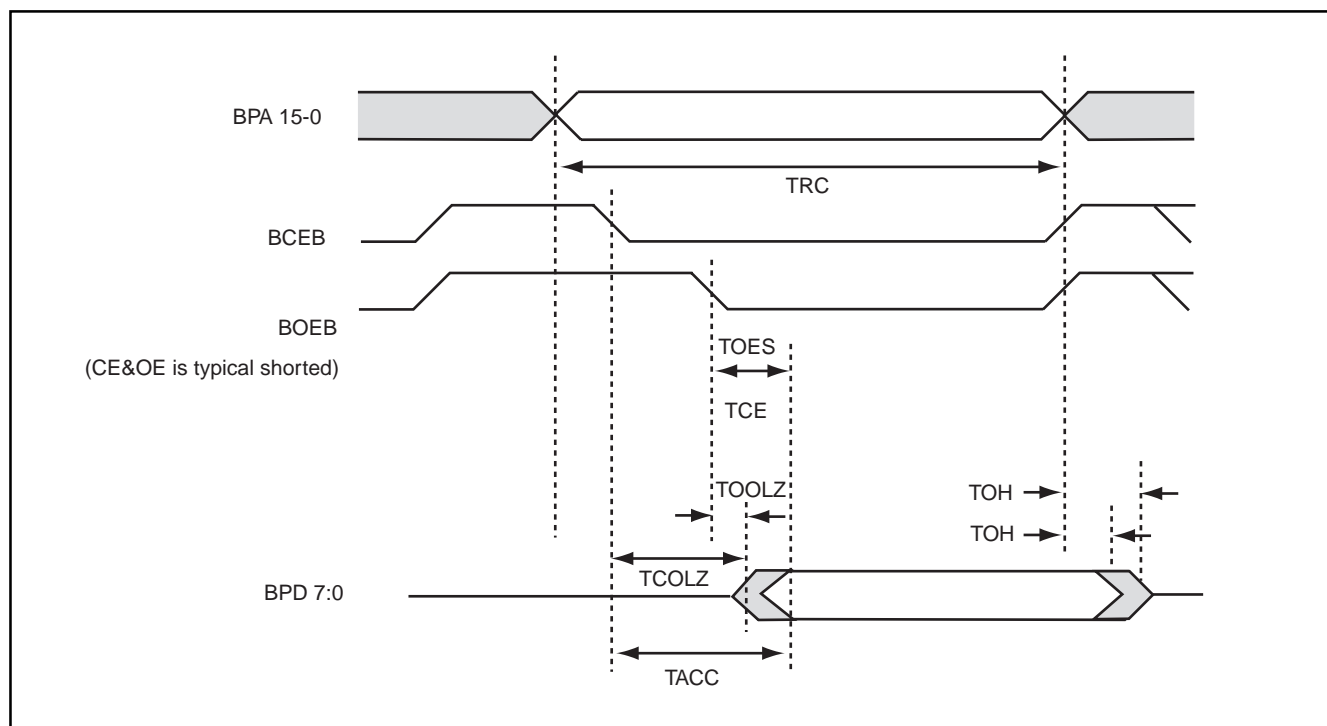 BPA 15-0
TRC
BCEB
BOEB
(CE&OE is typical shorted)
TOES
TCE
TOOLZ
TOH
TOH
TCOLZ
BPD 7:0
TACC